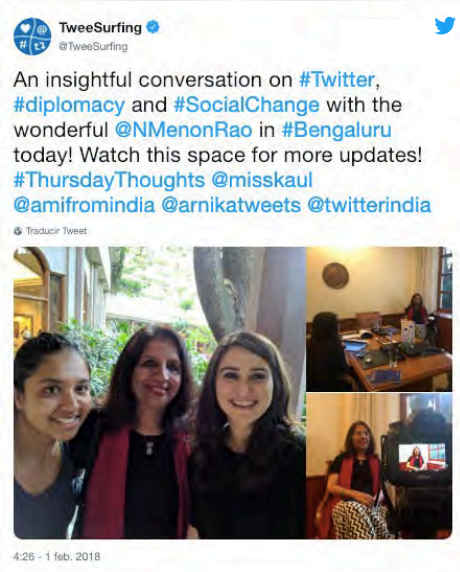 TweeSurfing
@TweeSurfing
An insightful conversation on #Twitter,
#diplomacy and #SocialChange with the
wonderful @NMenonRao in #Bengaluru
today! Watch this space for more updates!
#ThursdayThoughts @misskaul
@amifromindia @arnikatweets @twitterindia
Traducir Tweet
4:26 - 1 feb. 2018